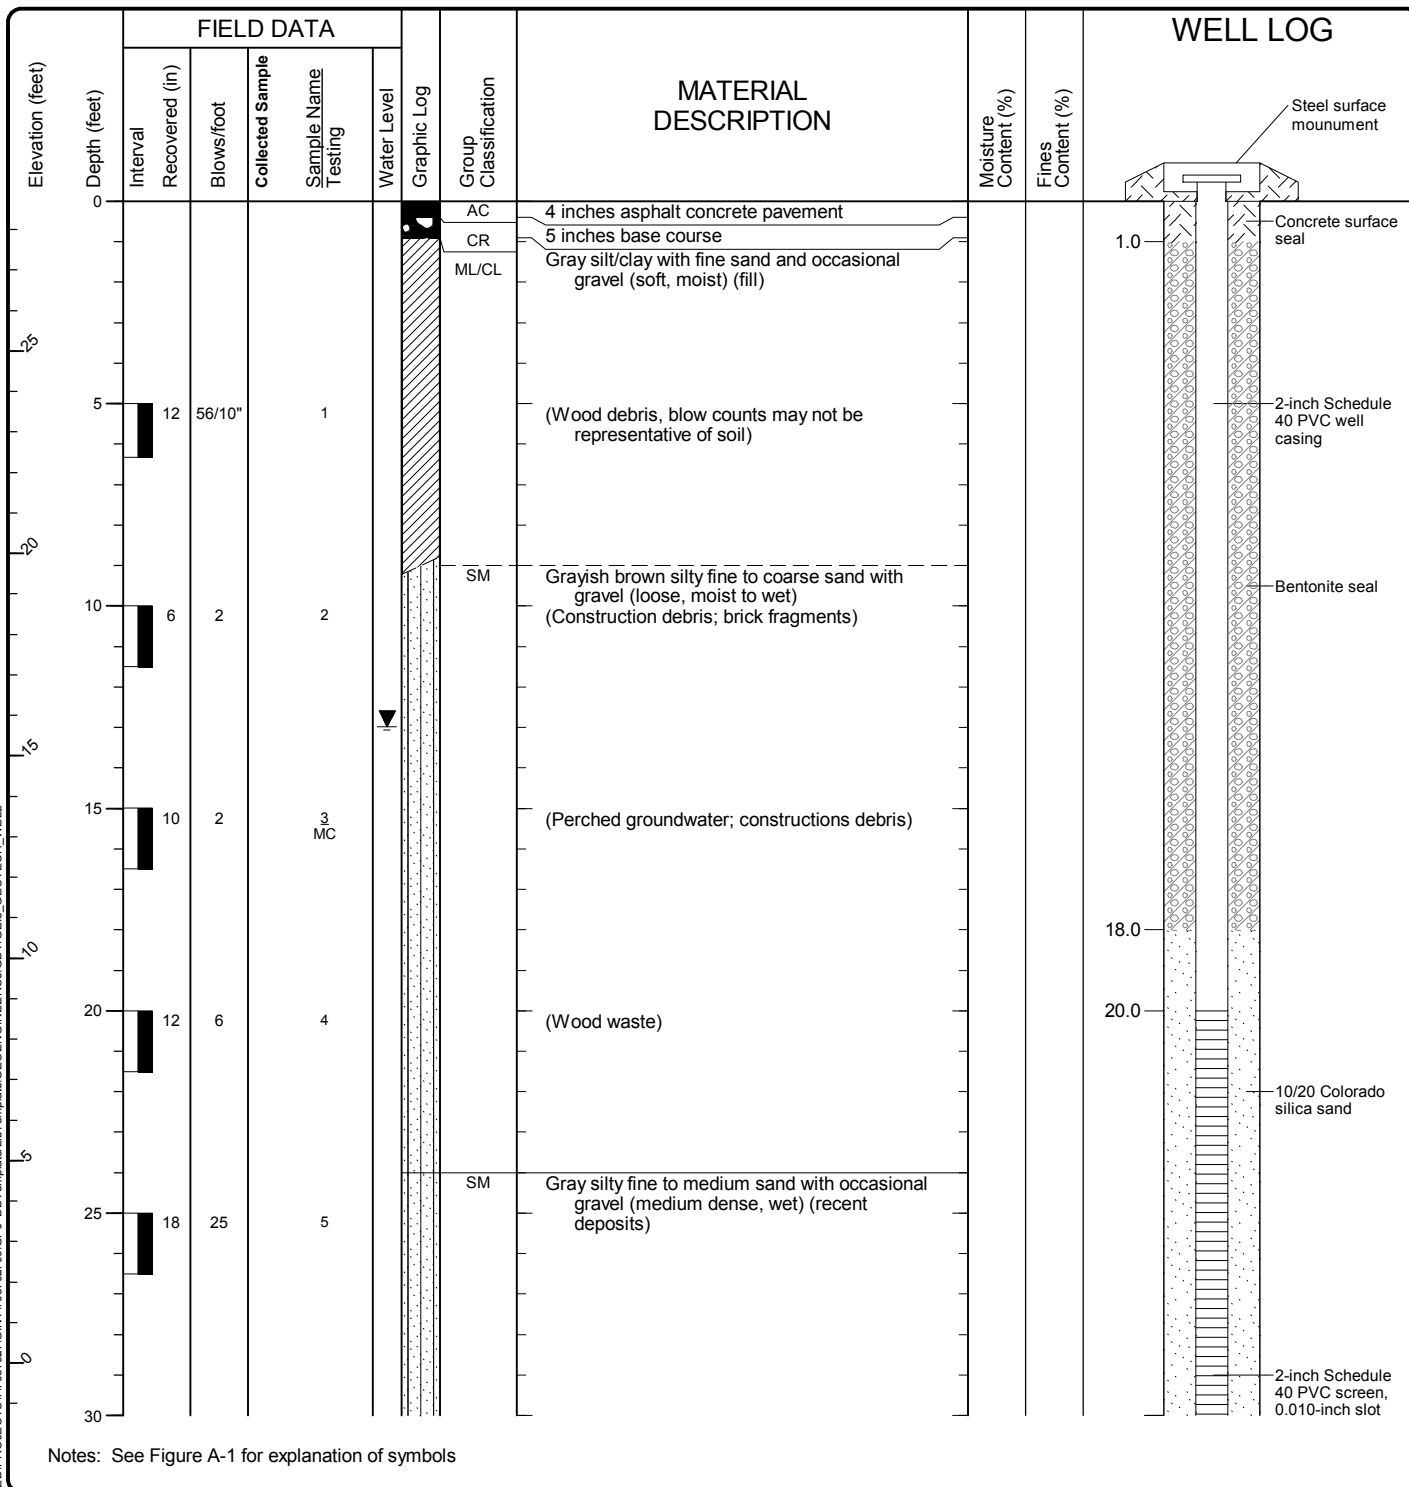 FIELD DATA
WELL LOG
Elevation (feet)
Depth (feet)
Interval
Recovered (in)
Blows/foot
Collected Sample
Sample Name
Testing
Water Level
Graphic Log
Group
Classification
MATERIAL
DESCRIPTION
Moisture
Content (%)
Fines
Content (%)
Steel surface
mounument
0
AC
4 inches asphalt concrete pavement
Concrete surface
seal
CR
5 inches base course
1.0
ML/CL
Gray silt/clay with fine sand and occasional
gravel (soft, moist) (fill)
25
5
12
56/10"
1
(Wood debris, blow counts may not be
representative of soil)
2-inch Schedule
40 PVC well
casing
20
SM
Grayish brown silty fine to coarse sand with
gravel (loose, moist to wet)
Bentonite seal
10
6
2
2
(Construction debris; brick fragments)
15
15
10
2
3
MC
(Perched groundwater; constructions debris)
18.0
10
20
12
6
4
(Wood waste)
20.0
10/20 Colorado
silica sand
5
SM
Gray silty fine to medium sand with occasional
gravel (medium dense, wet) (recent
deposits)
25
18
25
5
0
2-inch Schedule
40 PVC screen,
0.010-inch slot
30
Notes: See Figure A-1 for explanation of symbols